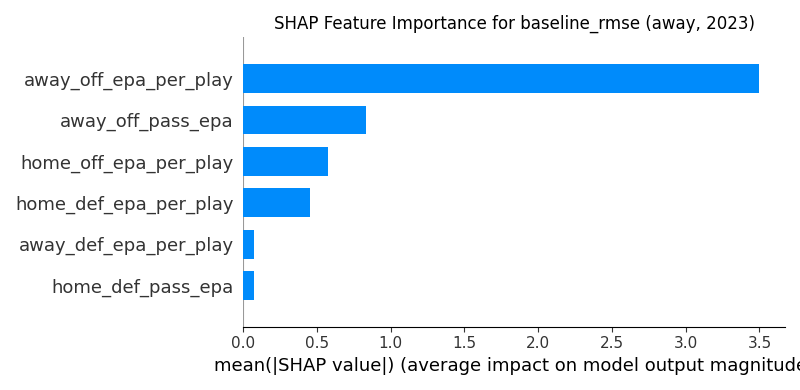 SHAP Feature Importance for baseline_rmse (away, 2023)
away_off_epa_per_play
away_off_pass_epa
home_off_epa_per_play
home_def_epa_per_play
away_def_epa_per_play
home_def_pass_epa
0.0 0.5 1.0 1.5 2.0 2.5 3.0 3.5
mean(|SHAP value|) (average impact on model output magnitude